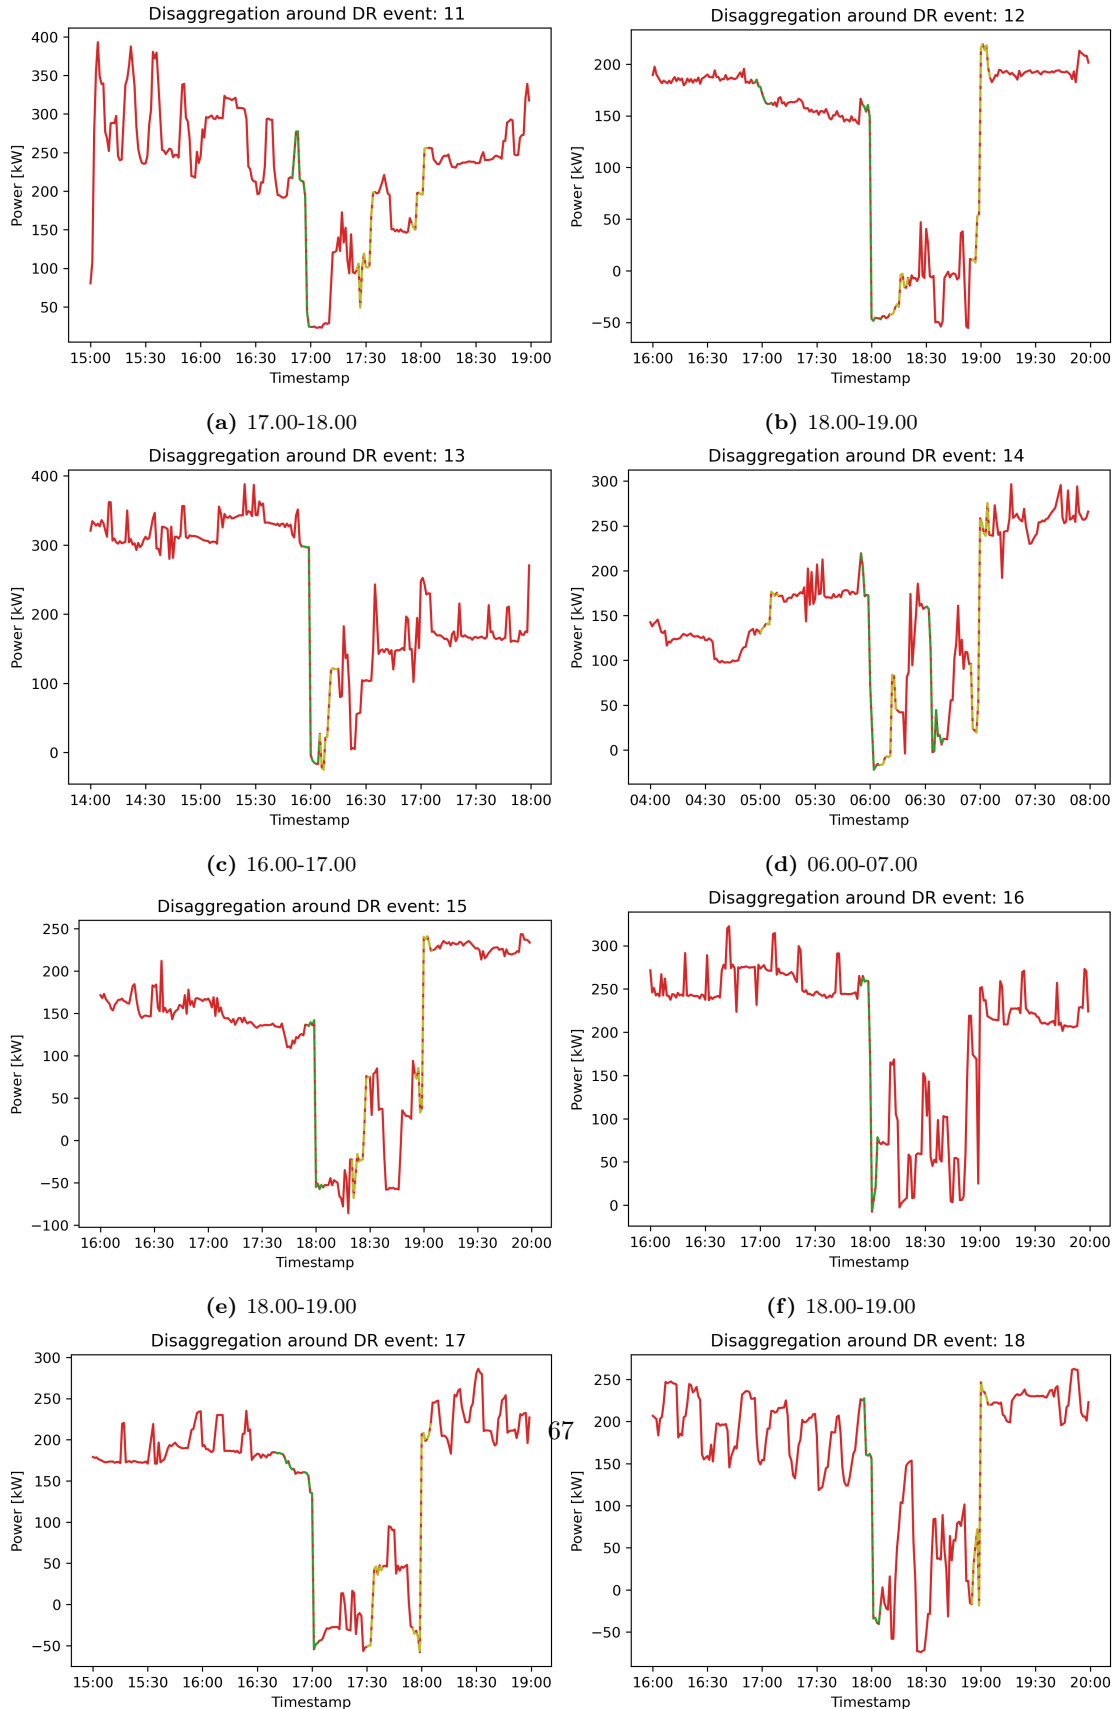 Disaggregation around DR event: 11
400
350
300
250
200
150
100
50
Power [kW]
15:00 15:30 16:00 16:30 17:00 17:30 18:00 18:30 19:00
Timestamp
(a) 17.00-18.00
Disaggregation around DR event: 12
200
150
100
50
0
−50
Power [kW]
16:00 16:30 17:00 17:30 18:00 18:30 19:00 19:30 20:00
Timestamp
(b) 18.00-19.00
Disaggregation around DR event: 13
400
300
200
100
0
Power [kW]
14:00 14:30 15:00 15:30 16:00 16:30 17:00 17:30 18:00
Timestamp
(c) 16.00-17.00
Disaggregation around DR event: 14
300
250
200
150
100
50
0
Power [kW]
04:00 04:30 05:00 05:30 06:00 06:30 07:00 07:30 08:00
Timestamp
(d) 06.00-07.00
Disaggregation around DR event: 15
250
200
150
100
50
0
−50
−100
Power [kW]
16:00 16:30 17:00 17:30 18:00 18:30 19:00 19:30 20:00
Timestamp
(e) 18.00-19.00
Disaggregation around DR event: 16
300
250
200
150
100
50
0
Power [kW]
16:00 16:30 17:00 17:30 18:00 18:30 19:00 19:30 20:00
Timestamp
(f) 18.00-19.00
Disaggregation around DR event: 17
300
250
200
150
100
50
0
−50
Power [kW]
15:00 15:30 16:00 16:30 17:00 17:30 18:00 18:30 19:00
Timestamp
67
Disaggregation around DR event: 18
250
200
150
100
50
0
−50
Power [kW]
16:00 16:30 17:00 17:30 18:00 18:30 19:00 19:30 20:00
Timestamp